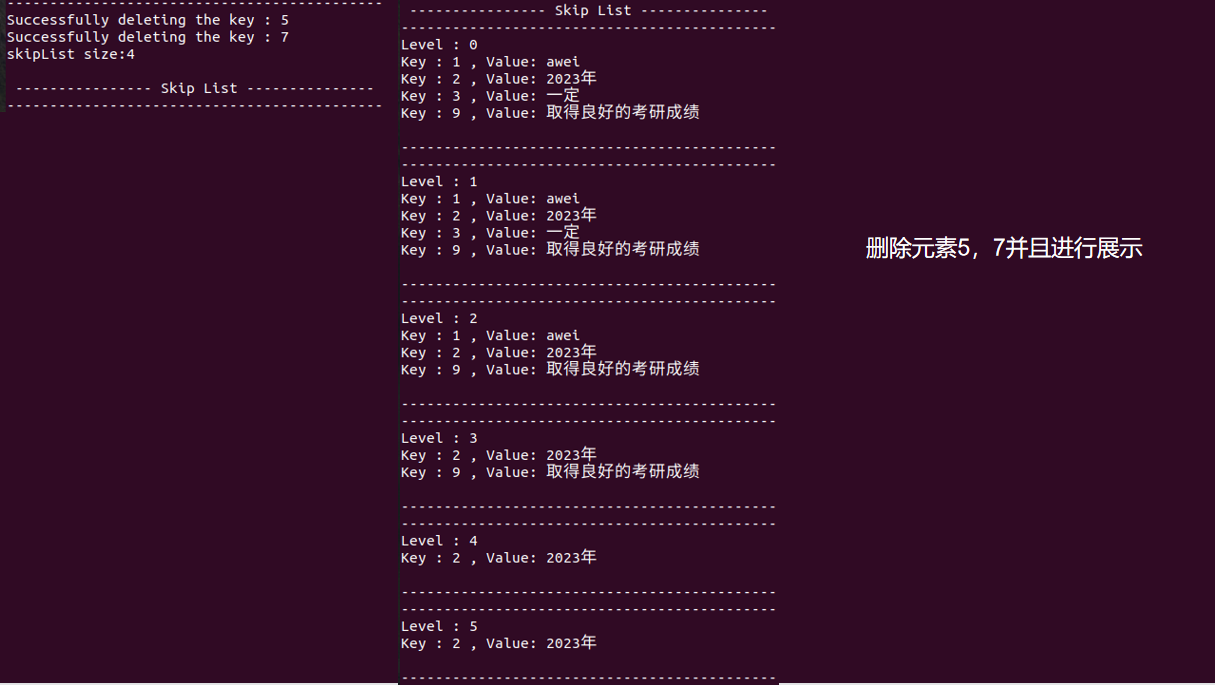 ---------------------------------------------
Successfully deleting the key : 5
Successfully deleting the key : 7
skipList size:4
---------------- Skip List ---------------
---------------------------------------------
---------------- Skip List ---------------
--------------------------------------------
Level : 0
Key : 1 , Value: awei
Key : 2 , Value: 2023年
Key : 3 , Value: 一定
Key : 9 , Value: 取得良好的考研成绩
--------------------------------------------
--------------------------------------------
Level : 1
Key : 1 , Value: awei
Key : 2 , Value: 2023年
Key : 3 , Value: 一定
Key : 9 , Value: 取得良好的考研成绩
--------------------------------------------
--------------------------------------------
Level : 2
Key : 1 , Value: awei
Key : 2 , Value: 2023年
Key : 9 , Value: 取得良好的考研成绩
--------------------------------------------
--------------------------------------------
Level : 3
Key : 2 , Value: 2023年
Key : 9 , Value: 取得良好的考研成绩
--------------------------------------------
--------------------------------------------
Level : 4
Key : 2 , Value: 2023年
--------------------------------------------
--------------------------------------------
Level : 5
Key : 2 , Value: 2023年
--------------------------------------------
删除元素5，7并且进行展示